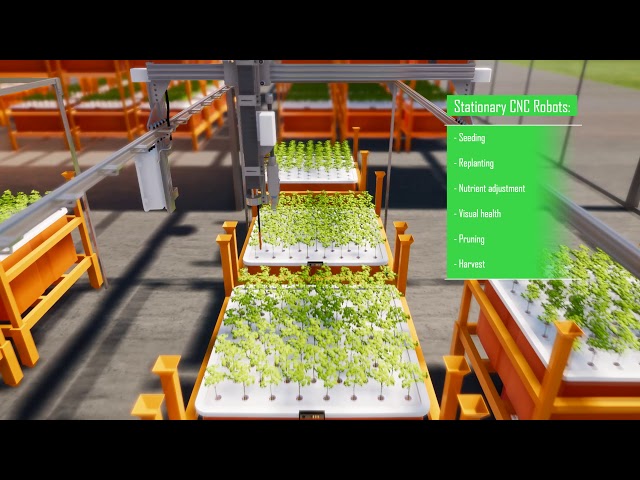 Stationary CNC Robots:
- Seeding
- Replanting
- Nutrient adjustment
- Visual health
- Pruning
- Harvest